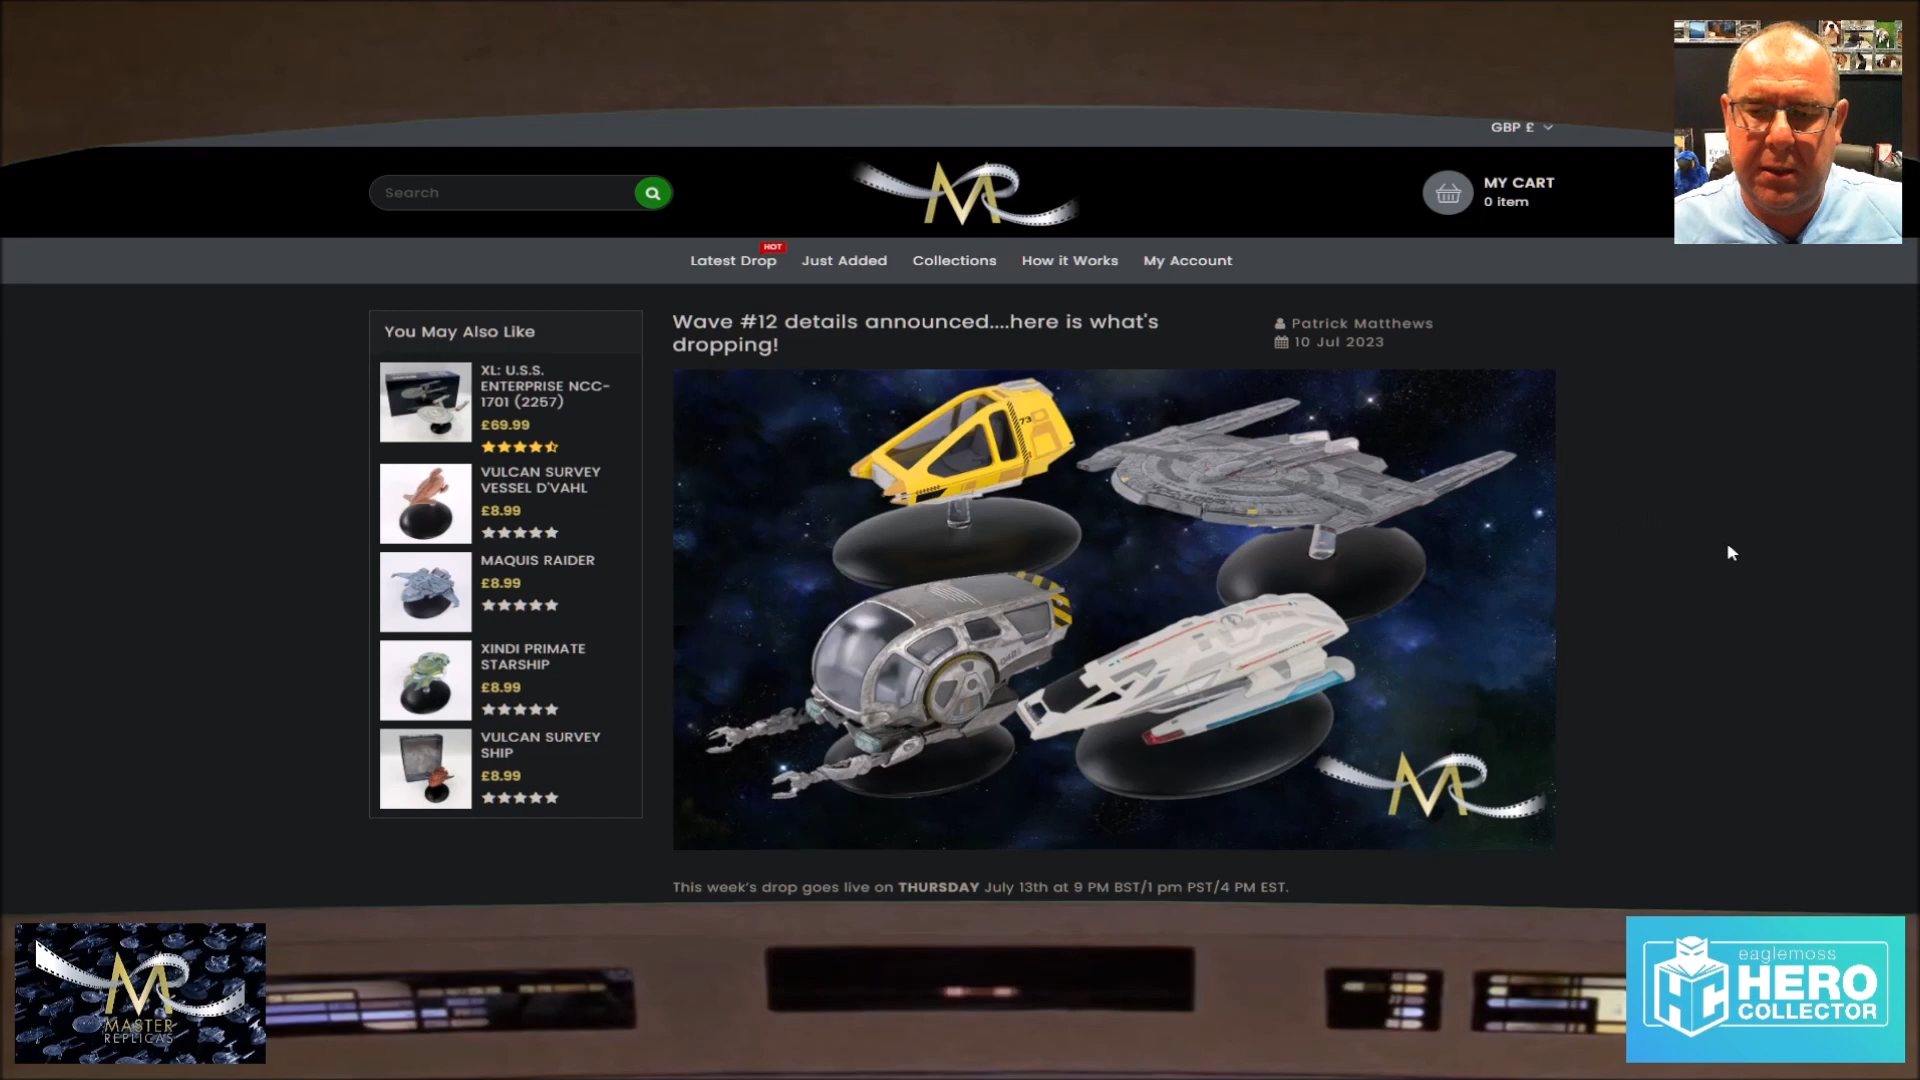 GBP £
Search
MY CART
0 item
HOT
Latest Drop
Just Added
Collections
How it Works
My Account
You May Also Like
XL: U.S.S.
ENTERPRISE NCC-
1701 (2257)
£69.99
VULCAN SURVEY
VESSEL D'VAHL
£8.99
MAQUIS RAIDER
£8.99
XINDI PRIMATE
STARSHIP
£8.99
VULCAN SURVEY
SHIP
£8.99
Wave #12 details announced....here is what's
dropping!
Patrick Matthews
10 Jul 2023
73
This week's drop goes live on THURSDAY July 13th at 9 PM BST/1 pm PST/4 PM EST.
MR
MASTER
REPLICAS
eaglemoss
HERO
COLLECTOR
HC